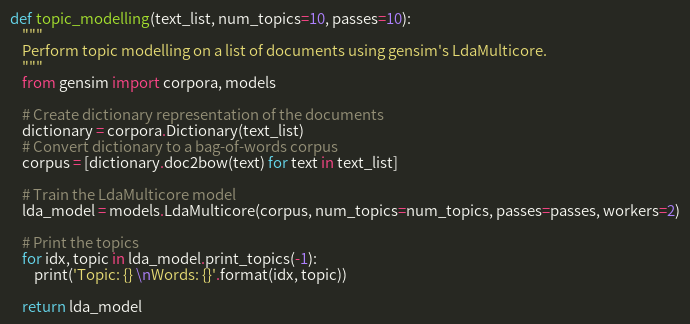 def topic_modelling(text_list, num_topics=10, passes=10):
    """
    Perform topic modelling on a list of documents using gensim's LdaMulticore.
    """
    from gensim import corpora, models

    # Create dictionary representation of the documents
    dictionary = corpora.Dictionary(text_list)
    # Convert dictionary to a bag-of-words corpus
    corpus = [dictionary.doc2bow(text) for text in text_list]

    # Train the LdaMulticore model
    lda_model = models.LdaMulticore(corpus, num_topics=num_topics, passes=passes, workers=2)

    # Print the topics
    for idx, topic in lda_model.print_topics(-1):
        print('Topic: {} \nWords: {}'.format(idx, topic))

    return lda_model